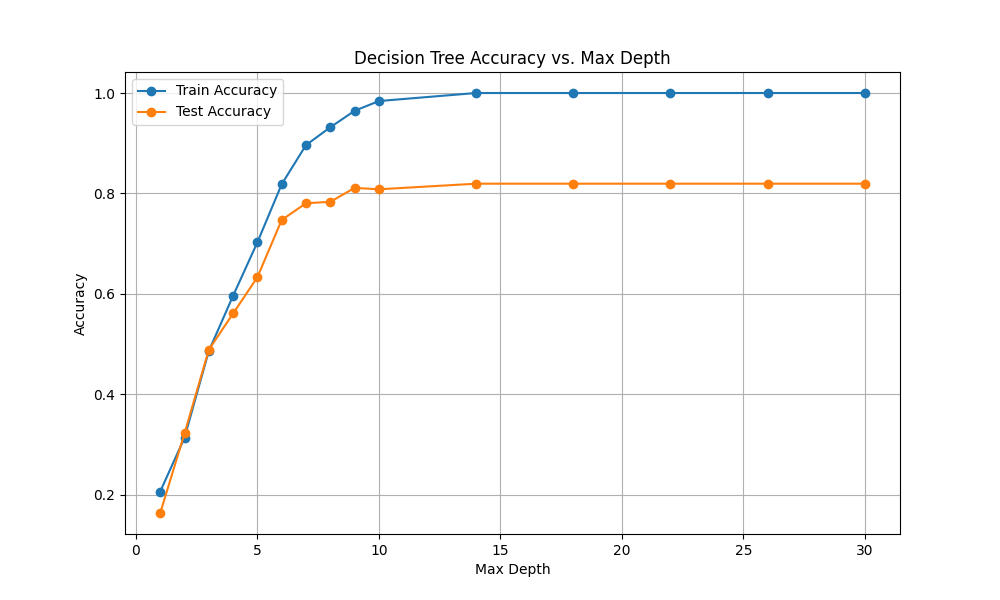 Decision Tree Accuracy vs. Max Depth
Train Accuracy
Test Accuracy
1.0
0.8
0.6
0.4
0.2
Accuracy
0 5 10 15 20 25 30
Max Depth